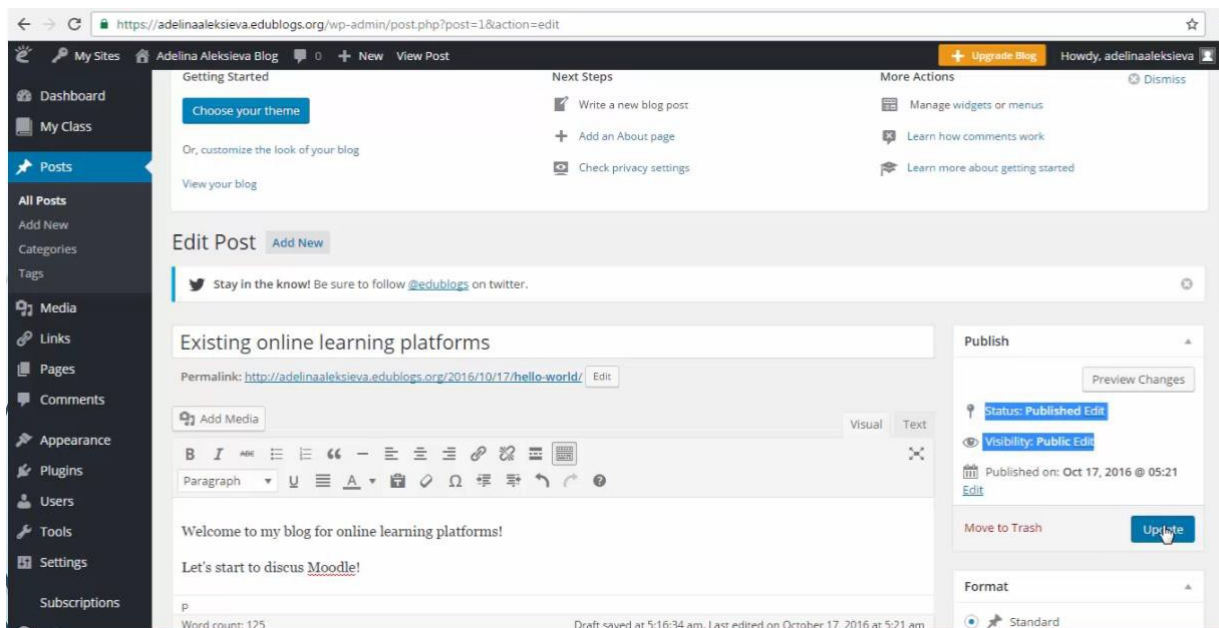 https://adelinaaleksieva.edublogs.org/wp-admin/post.php?post=1&action=edit
My Sites Adelina Aleksieva Blog 0 + New View Post + Upgrade Blog Howdy, adelinaaleksieva
Getting Started Next Steps More Actions Dismiss
Dashboard
My Class
Posts
All Posts
Add New
Categories
Tags
Media
Links
Pages
Comments
Appearance
Plugins
Users
Tools
Settings
Subscriptions
Choose your theme
Or, customize the look of your blog
View your blog
Write a new blog post
Add an About page
Check privacy settings
Manage widgets or menus
Learn how comments work
Learn more about getting started
Edit Post Add New
Stay in the know! Be sure to follow @edublogs on twitter.
Existing online learning platforms
Permalink: http://adelinaaleksieva.edublogs.org/2016/10/17/hello-world/ Edit
Add Media Visual Text
B I ABC
Paragraph U A Ω
Welcome to my blog for online learning platforms!
Let's start to discus Moodle!
P
Word count: 125 Draft saved at 5:16:34 am. Last edited on October 17, 2016 at 5:21 am
Publish
Preview Changes
Status: Published Edit
Visibility: Public Edit
Published on: Oct 17, 2016 @ 05:21
Edit
Move to Trash Update
Format
Standard